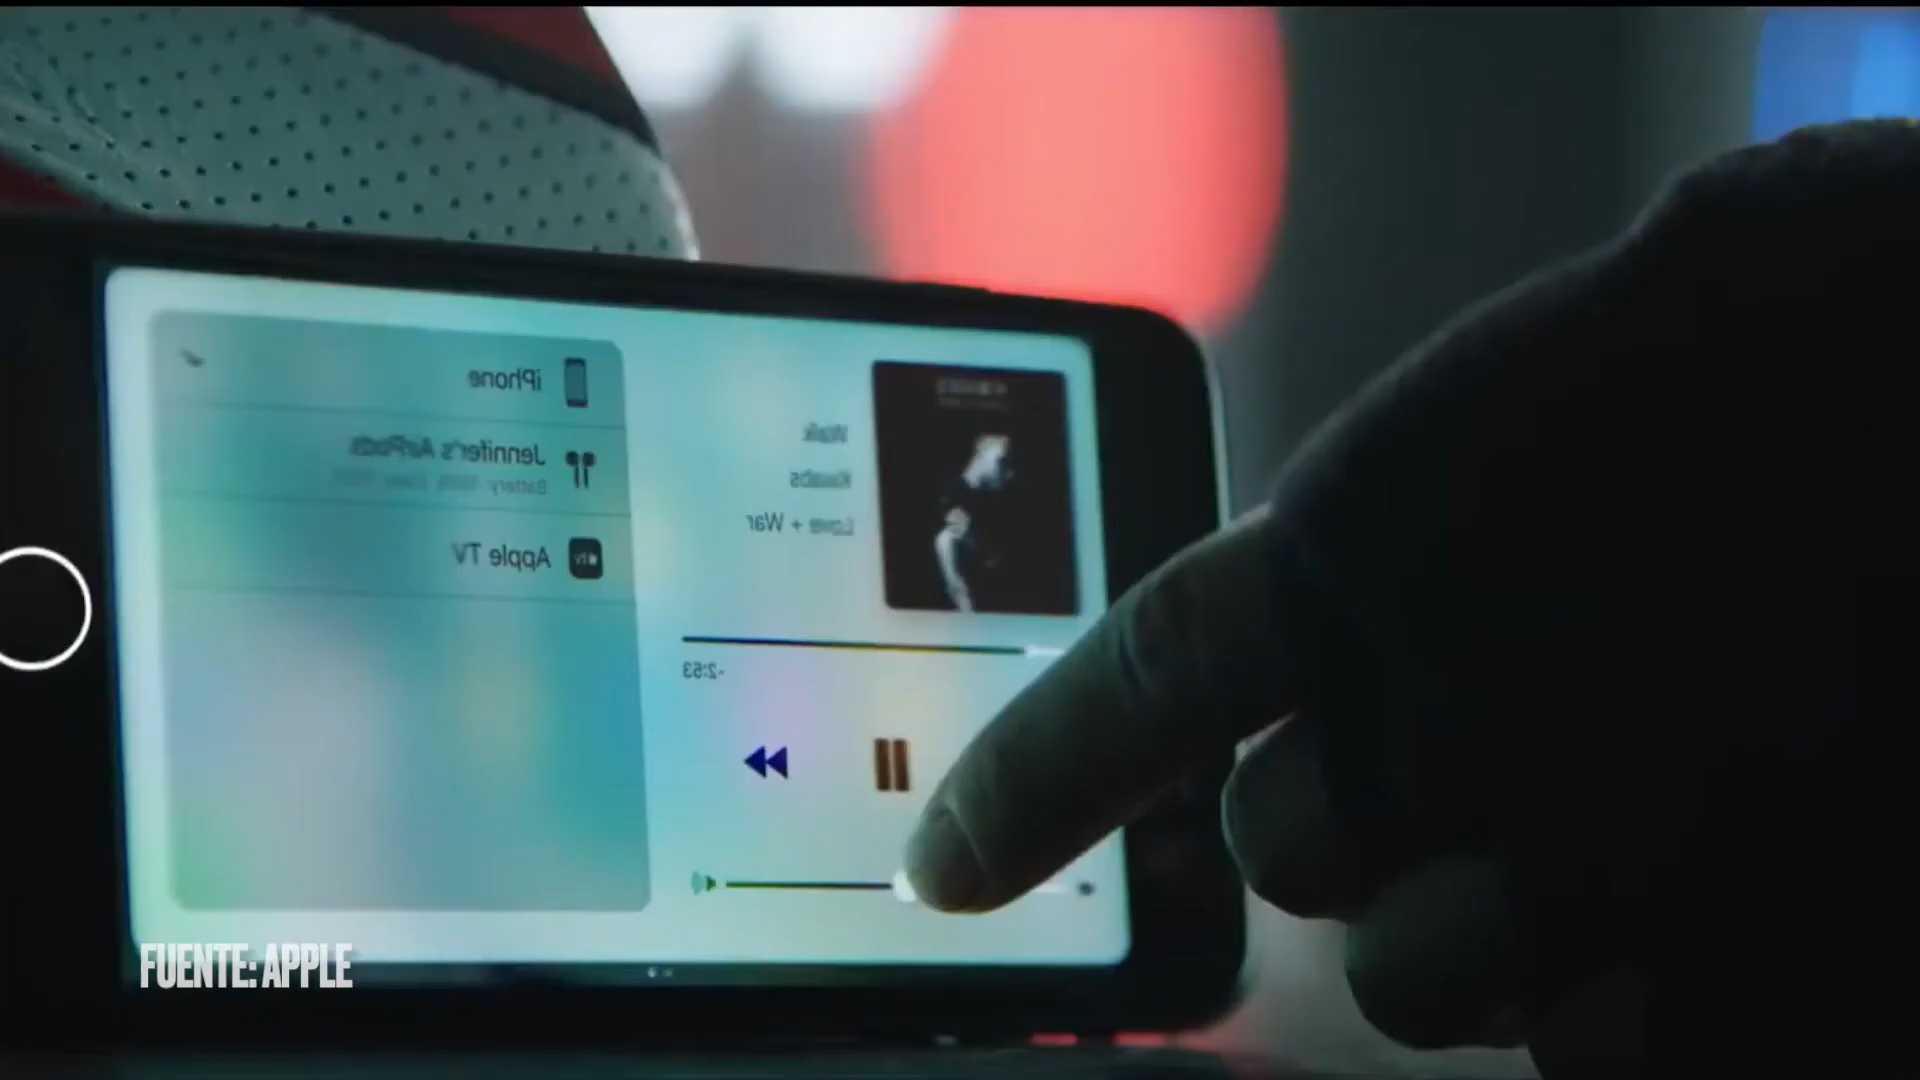 iPhone
Jennifer's AirPods
Apple TV
Walk
Kwabs
Love + War
-2:53
FUENTE: APPLE